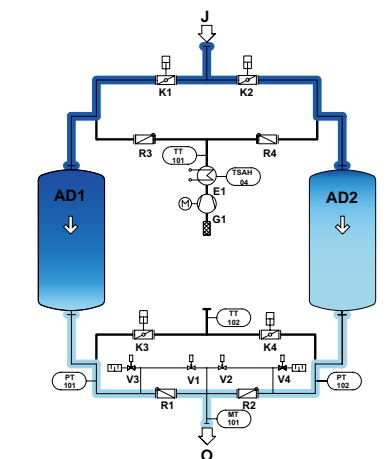 J
K1 K2
R3 R4
TT 101
TSAH 04
E1
M
G1
AD1 AD2
TT 102
K3 K4
V3 V1 V2 V4
PT 101
PT 102
R1 R2
MT 101
O